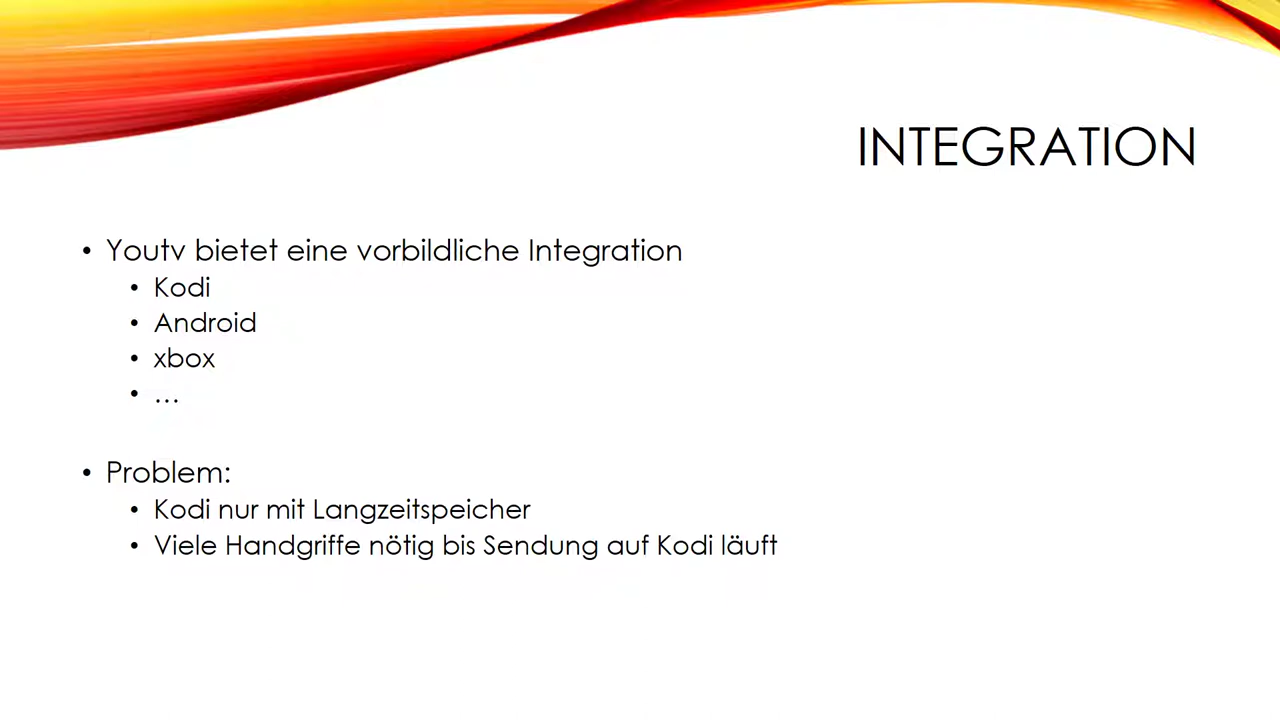 INTEGRATION
• Youtv bietet eine vorbildliche Integration
• Kodi
• Android
• xbox
• …
• Problem:
• Kodi nur mit Langzeitspeicher
• Viele Handgriffe nötig bis Sendung auf Kodi läuft